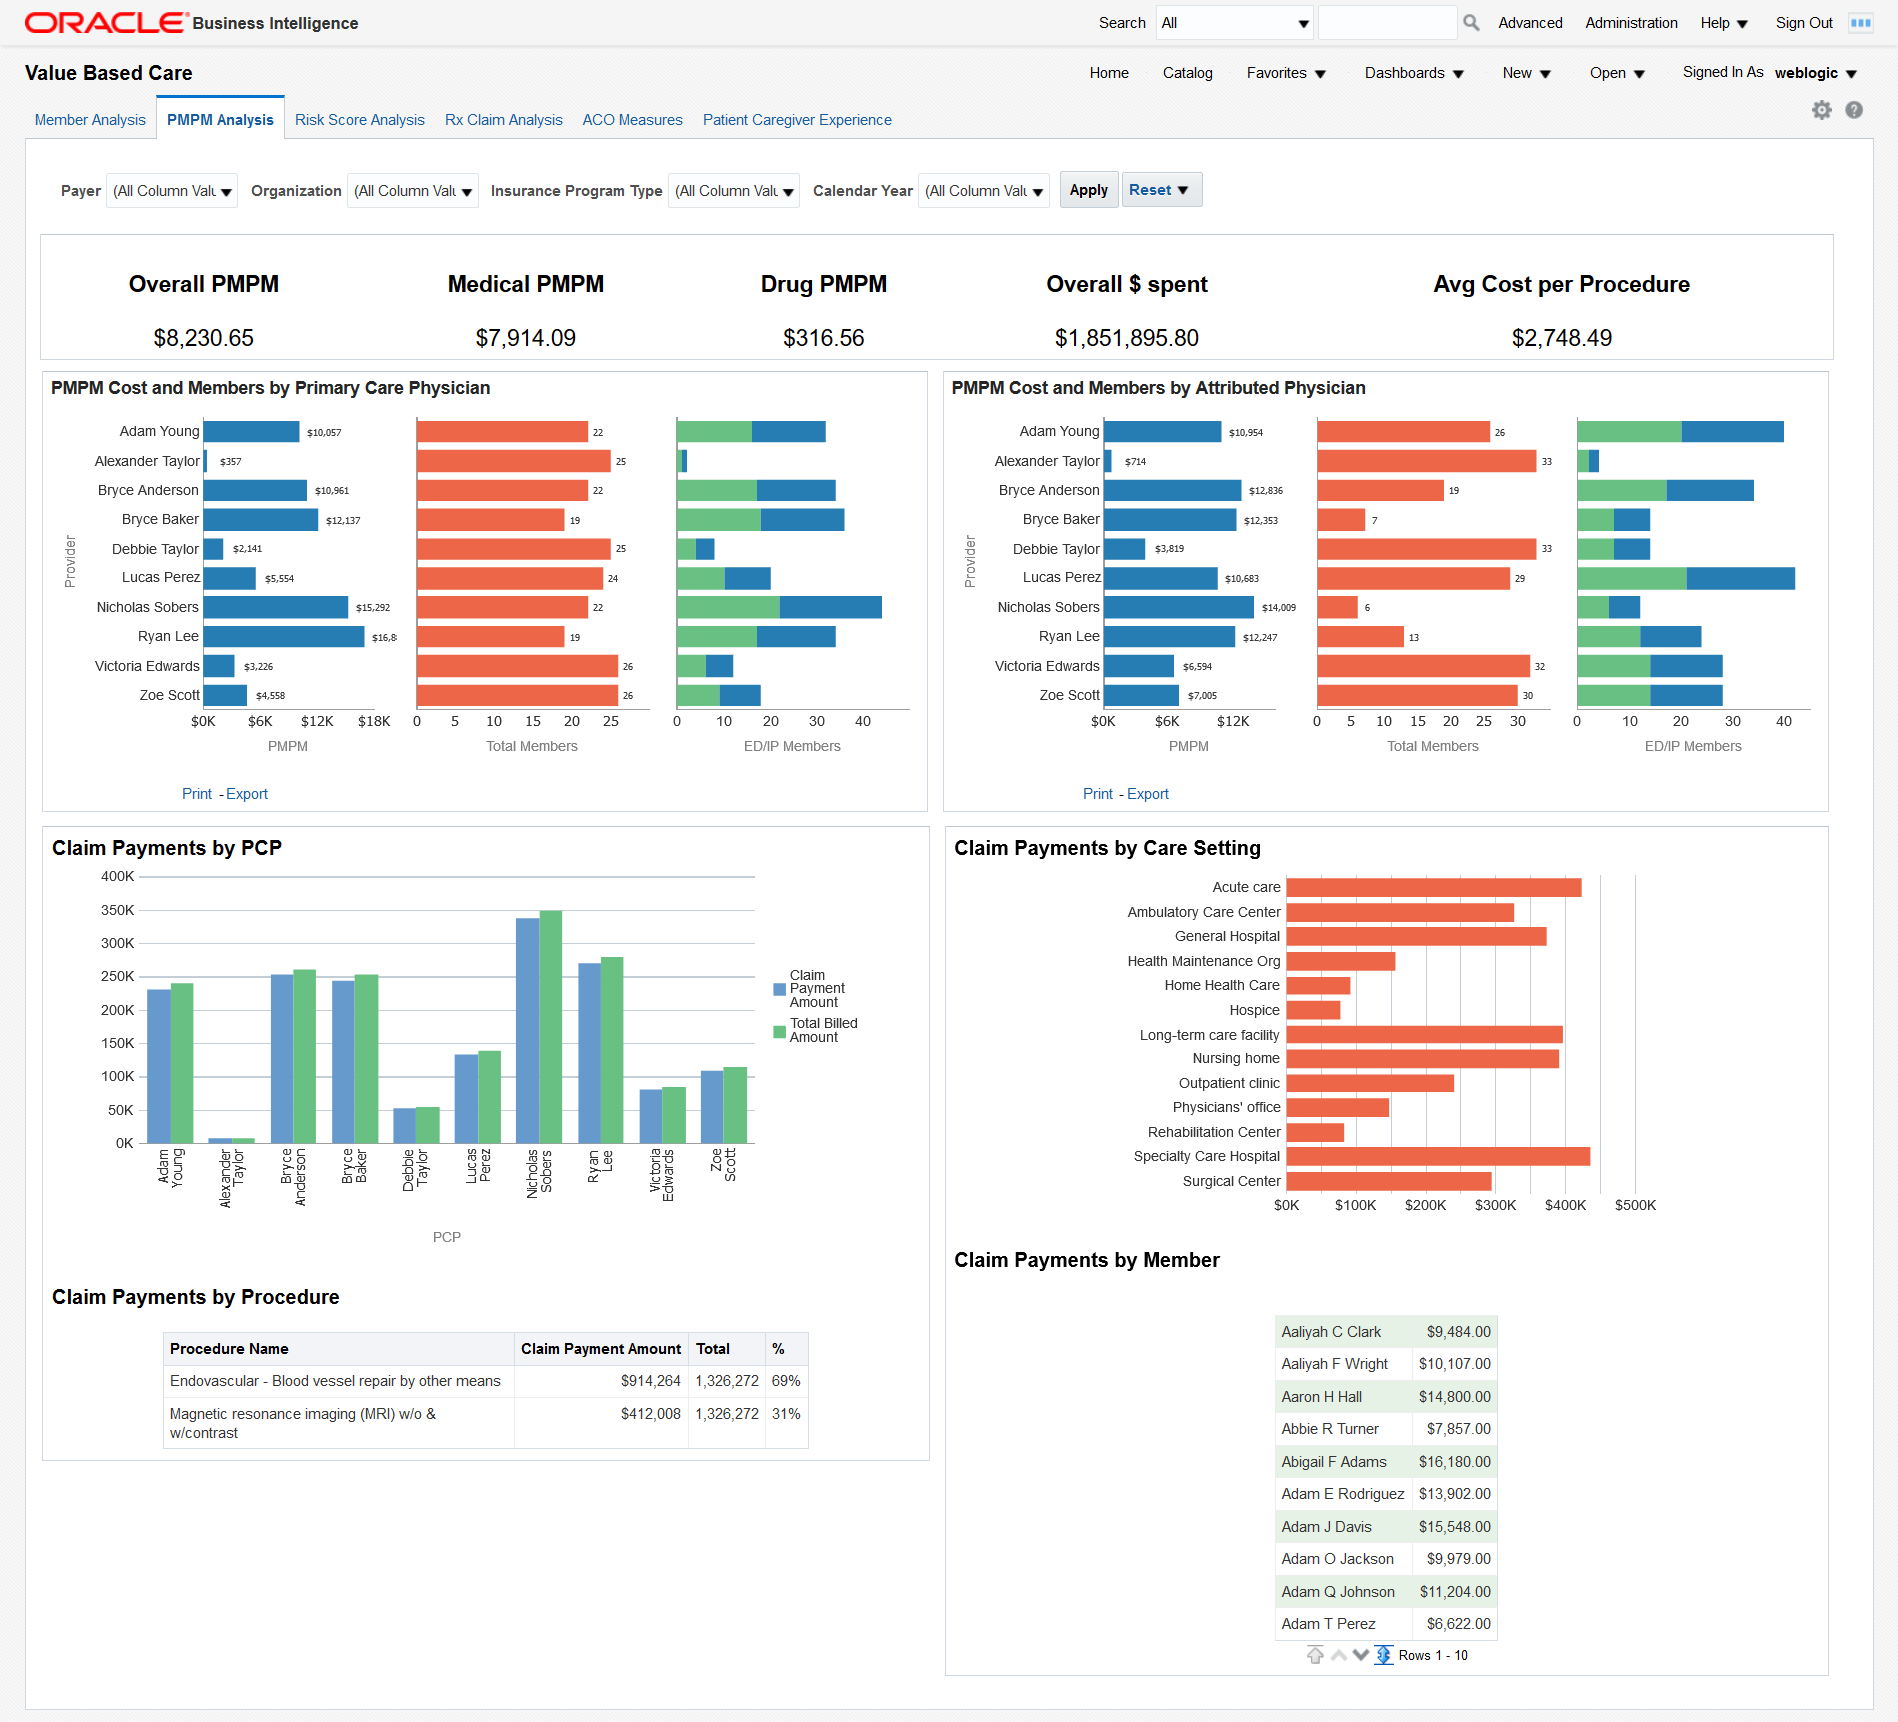 ORACLE Business Intelligence
Search All Advanced Administration Help Sign Out
Value Based Care
Home Catalog Favorites Dashboards New Open Signed In As weblogic
Member Analysis PMPM Analysis Risk Score Analysis Rx Claim Analysis ACO Measures Patient Caregiver Experience
Payer (All Column Valu Organization (All Column Valu Insurance Program Type (All Column Valu Calendar Year (All Column Valu Apply Reset
Overall PMPM Medical PMPM Drug PMPM Overall $ spent Avg Cost per Procedure
$8,230.65 $7,914.09 $316.56 $1,851,895.80 $2,748.49
PMPM Cost and Members by Primary Care Physician
Provider
Adam Young $10,057 22
Alexander Taylor $357 25
Bryce Anderson $10,961 22
Bryce Baker $12,137 19
Debbie Taylor $2,141 25
Lucas Perez $5,554 24
Nicholas Sobers $15,292 22
Ryan Lee $16,8 19
Victoria Edwards $3,226 26
Zoe Scott $4,558 26
$0K $6K $12K $18K 0 5 10 15 20 25 0 10 20 30 40
PMPM Total Members ED/IP Members
Print - Export
PMPM Cost and Members by Attributed Physician
Provider
Adam Young $10,954 26
Alexander Taylor $714 33
Bryce Anderson $12,836 19
Bryce Baker $12,353 7
Debbie Taylor $3,819 33
Lucas Perez $10,683 29
Nicholas Sobers $14,009 6
Ryan Lee $12,247 13
Victoria Edwards $6,594 32
Zoe Scott $7,005 30
$0K $6K $12K 0 5 10 15 20 25 30 0 10 20 30 40
PMPM Total Members ED/IP Members
Print - Export
Claim Payments by PCP
400K
350K
300K
250K
200K
150K
100K
50K
0K
Adam Young
Alexander Taylor
Bryce Anderson
Bryce Baker
Debbie Taylor
Lucas Perez
Nicholas Sobers
Ryan Lee
Victoria Edwards
Zoe Scott
PCP
Claim
Payment
Amount
Total Billed
Amount
Claim Payments by Procedure
Procedure Name Claim Payment Amount Total %
Endovascular - Blood vessel repair by other means $914,264 1,326,272 69%
Magnetic resonance imaging (MRI) w/o & $412,008 1,326,272 31%
w/contrast
Claim Payments by Care Setting
Acute care
Ambulatory Care Center
General Hospital
Health Maintenance Org
Home Health Care
Hospice
Long-term care facility
Nursing home
Outpatient clinic
Physicians' office
Rehabilitation Center
Specialty Care Hospital
Surgical Center
$0K $100K $200K $300K $400K $500K
Claim Payments by Member
Aaliyah C Clark $9,484.00
Aaliyah F Wright $10,107.00
Aaron H Hall $14,800.00
Abbie R Turner $7,857.00
Abigail F Adams $16,180.00
Adam E Rodriguez $13,902.00
Adam J Davis $15,548.00
Adam O Jackson $9,979.00
Adam Q Johnson $11,204.00
Adam T Perez $6,622.00
Rows 1 - 10